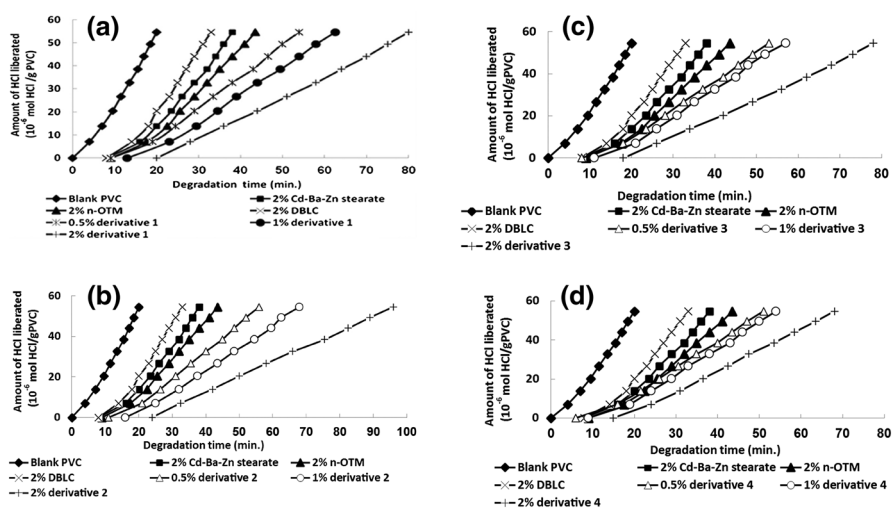 (a)
Amount of HCl liberated
(10⁻⁶ mol HCl /g PVC)
60
50
40
30
20
10
0
0 10 20 30 40 50 60 70 80
Degradation time (min.)
Blank PVC
2% Cd-Ba-Zn stearate
2% n-OTM
2% DBLC
0.5% derivative 1
1% derivative 1
2% derivative 1
(c)
Amount of HCl liberated
(10⁻⁶ mol HCl /gPVC)
60
40
20
0
0 10 20 30 40 50 60 70 80
Degradation time (min.)
Blank PVC
2% Cd-Ba-Zn stearate
2% n-OTM
2% DBLC
0.5% derivative 3
1% derivative 3
2% derivative 3
(b)
Amount of HCl liberated
(10⁻⁶ mol HCl/gPVC)
60
40
20
0
0 10 20 30 40 50 60 70 80 90 100
Degradation time (min.)
Blank PVC
2% Cd-Ba-Zn stearate
2% n-OTM
2% DBLC
0.5% derivative 2
1% derivative 2
2% derivative 2
(d)
Amount of HCl liberated
(10⁻⁶ mol HCl/gPVC)
60
40
20
0
0 10 20 30 40 50 60 70 80
Degradation time (min.)
Blank PVC
2% Cd-Ba-Zn stearate
2% n-OTM
2% DBLC
0.5% derivative 4
1% derivative 4
2% derivative 4